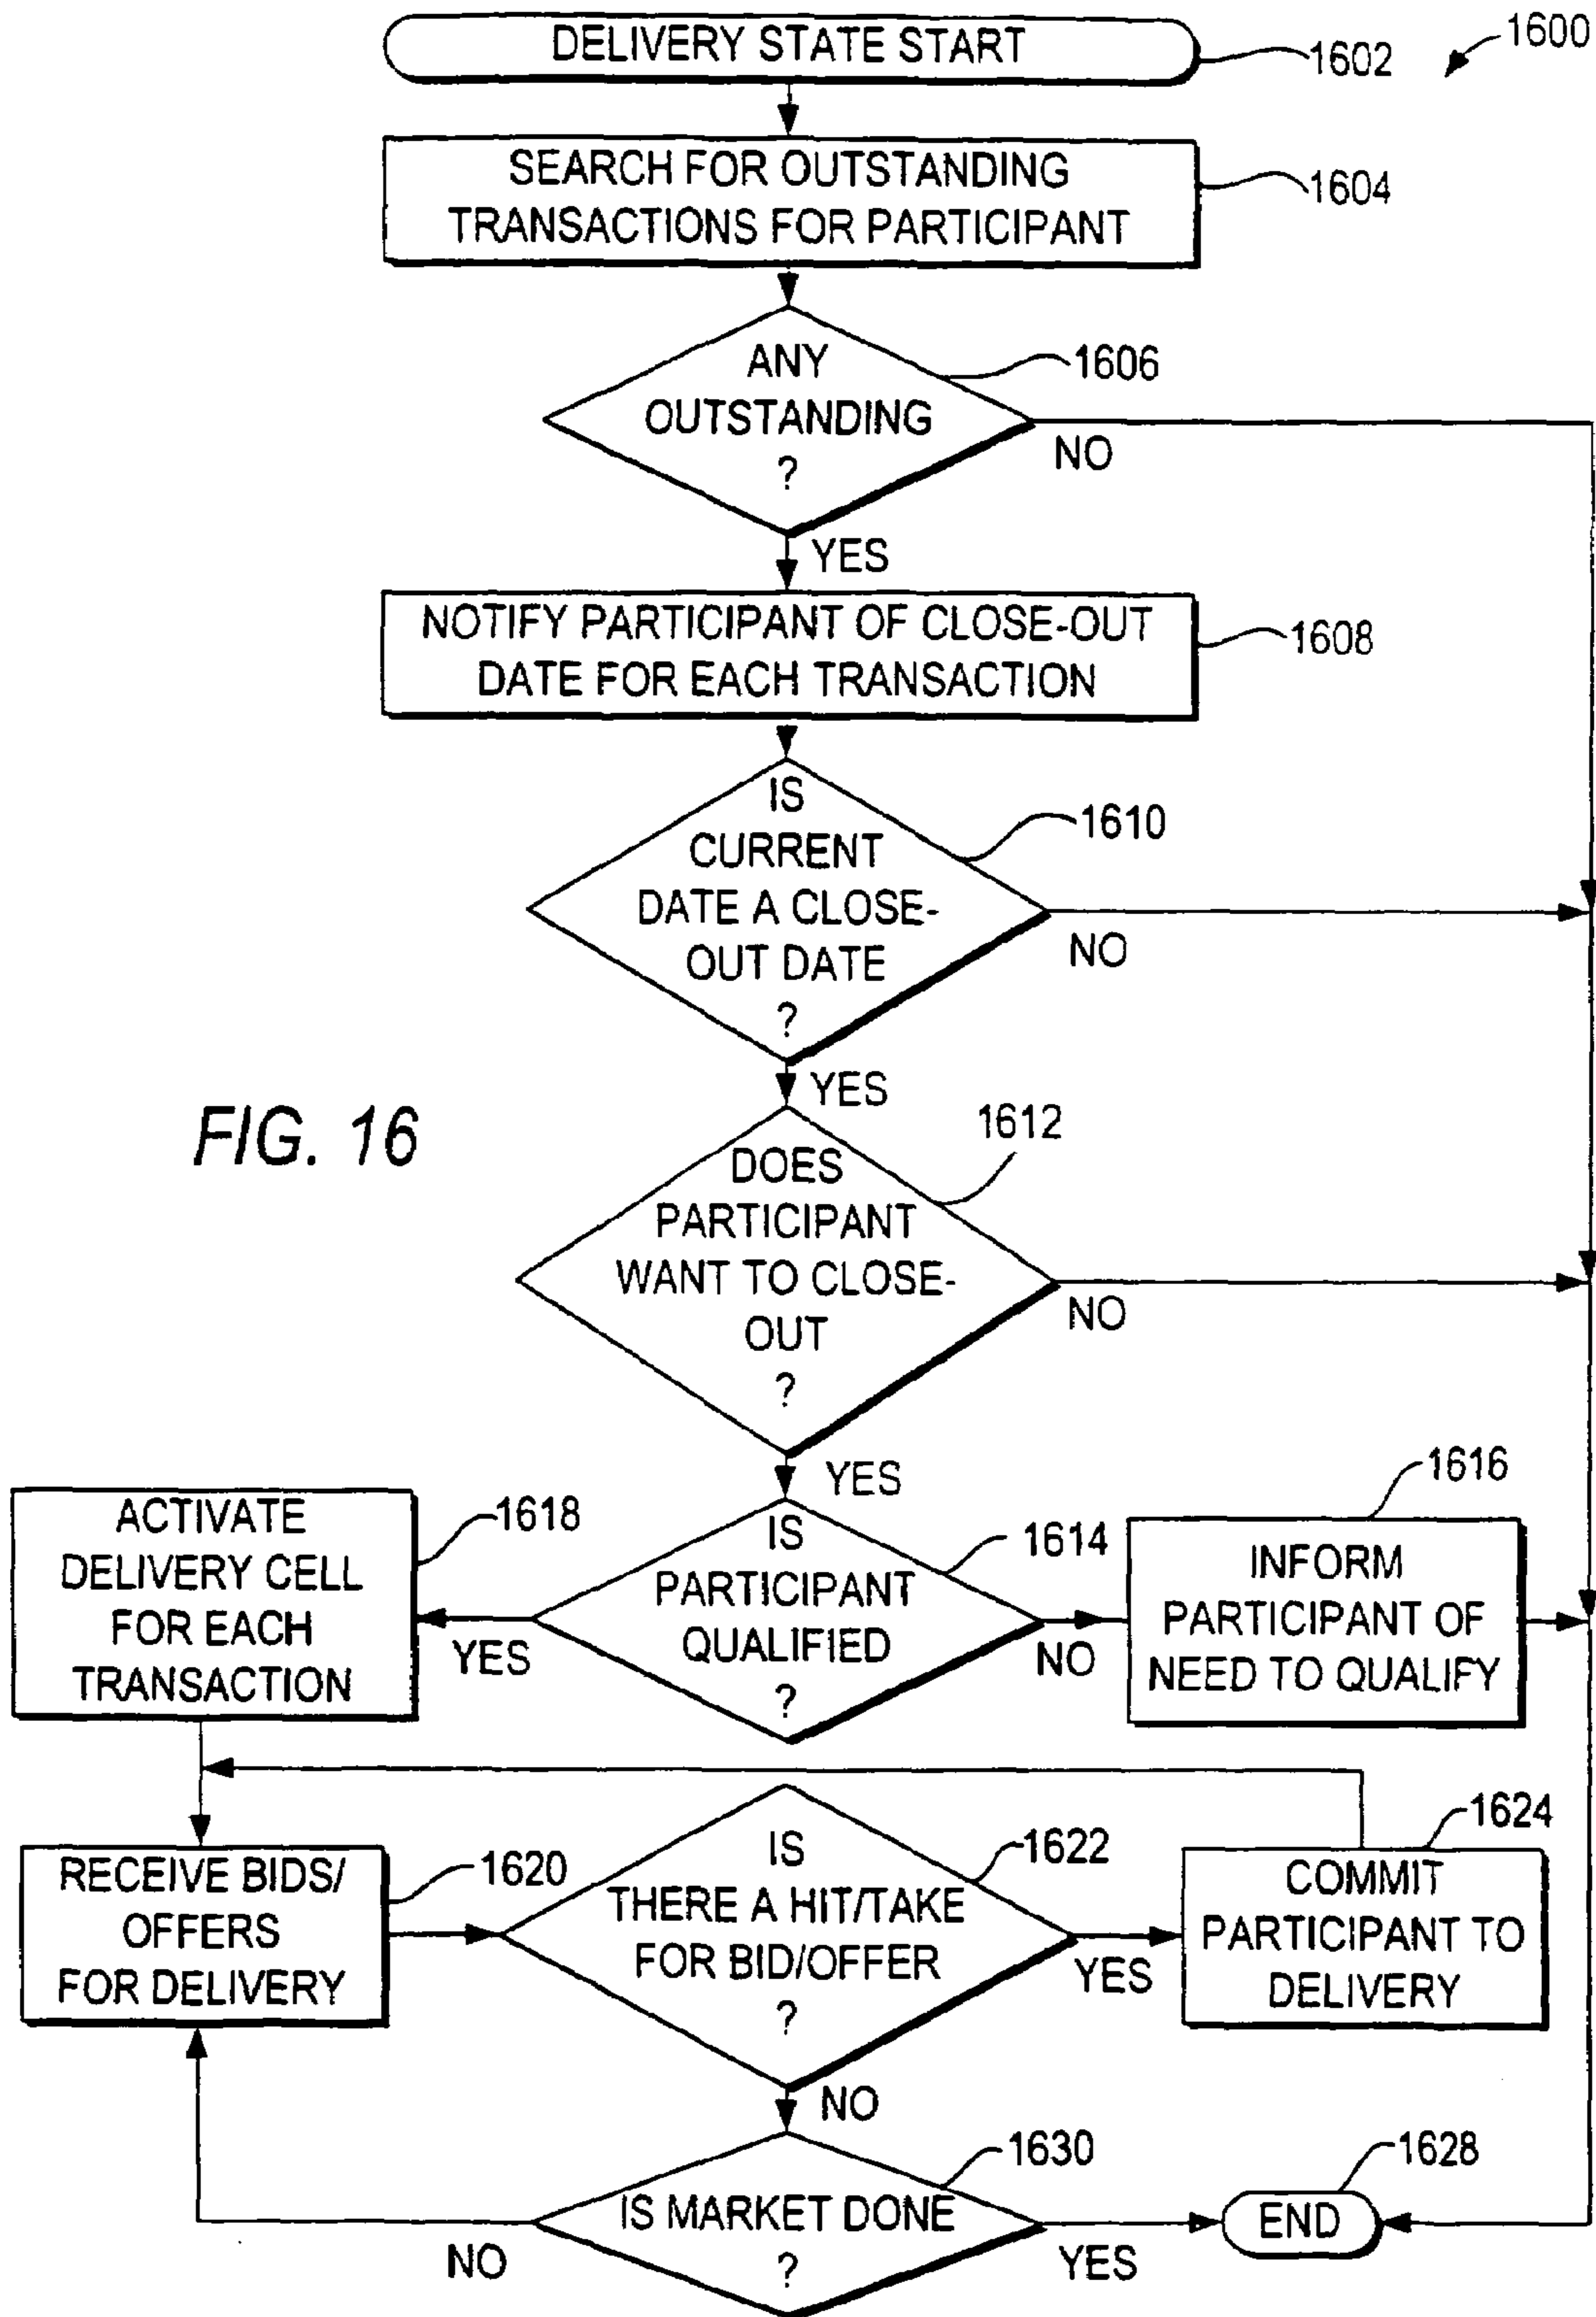 DELIVERY STATE START
1602
1600
SEARCH FOR OUTSTANDING
TRANSACTIONS FOR PARTICIPANT
1604
ANY
OUTSTANDING
?
1606
NO
YES
NOTIFY PARTICIPANT OF CLOSE-OUT
DATE FOR EACH TRANSACTION
1608
IS
CURRENT
DATE A CLOSE-
OUT DATE
?
1610
NO
YES
FIG. 16
DOES
PARTICIPANT
WANT TO CLOSE-
OUT
?
1612
NO
YES
ACTIVATE
DELIVERY CELL
FOR EACH
TRANSACTION
1618
YES
IS
PARTICIPANT
QUALIFIED
?
1614
NO
INFORM
PARTICIPANT OF
NEED TO QUALIFY
1616
RECEIVE BIDS/
OFFERS
FOR DELIVERY
1620
IS
THERE A HIT/TAKE
FOR BID/OFFER
?
1622
YES
COMMIT
PARTICIPANT TO
DELIVERY
1624
NO
IS MARKET DONE
?
1630
NO
YES
END
1628